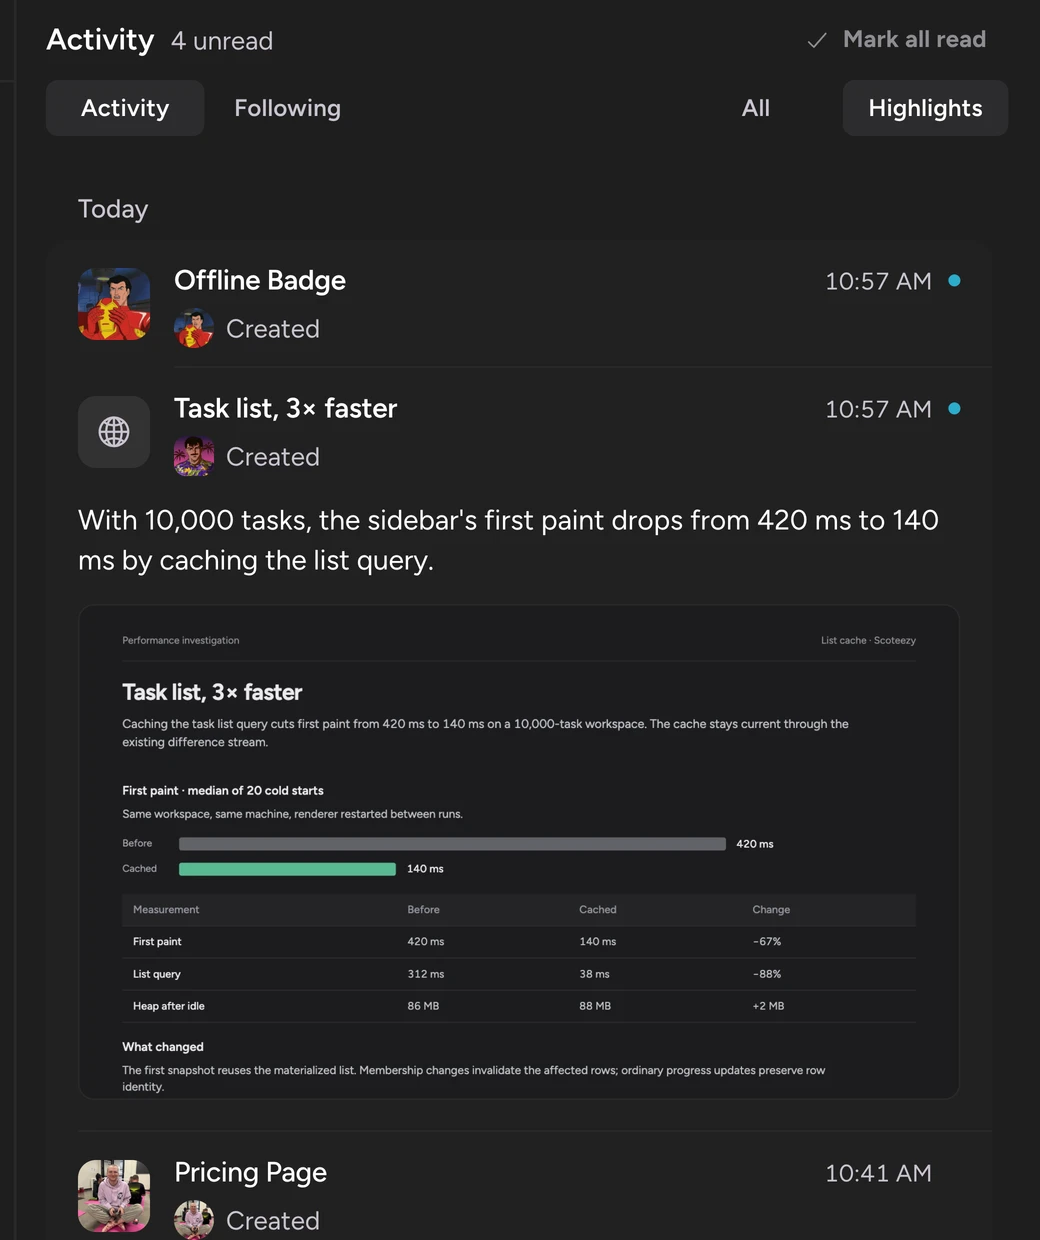 Activity 4 unread
Mark all read
Activity
Following
All
Highlights
Today
Offline Badge
10:57 AM
Created
Task list, 3× faster
10:57 AM
Created
With 10,000 tasks, the sidebar's first paint drops from 420 ms to 140
ms by caching the list query.
Performance investigation
List cache · Scoteezy
Task list, 3× faster
Caching the task list query cuts first paint from 420 ms to 140 ms on a 10,000-task workspace. The cache stays current through the
existing difference stream.
First paint · median of 20 cold starts
Same workspace, same machine, renderer restarted between runs.
Before 420 ms
Cached 140 ms
Measurement Before Cached Change
First paint 420 ms 140 ms −67%
List query 312 ms 38 ms −88%
Heap after idle 86 MB 88 MB +2 MB
What changed
The first snapshot reuses the materialized list. Membership changes invalidate the affected rows; ordinary progress updates preserve row
identity.
Pricing Page
10:41 AM
Created